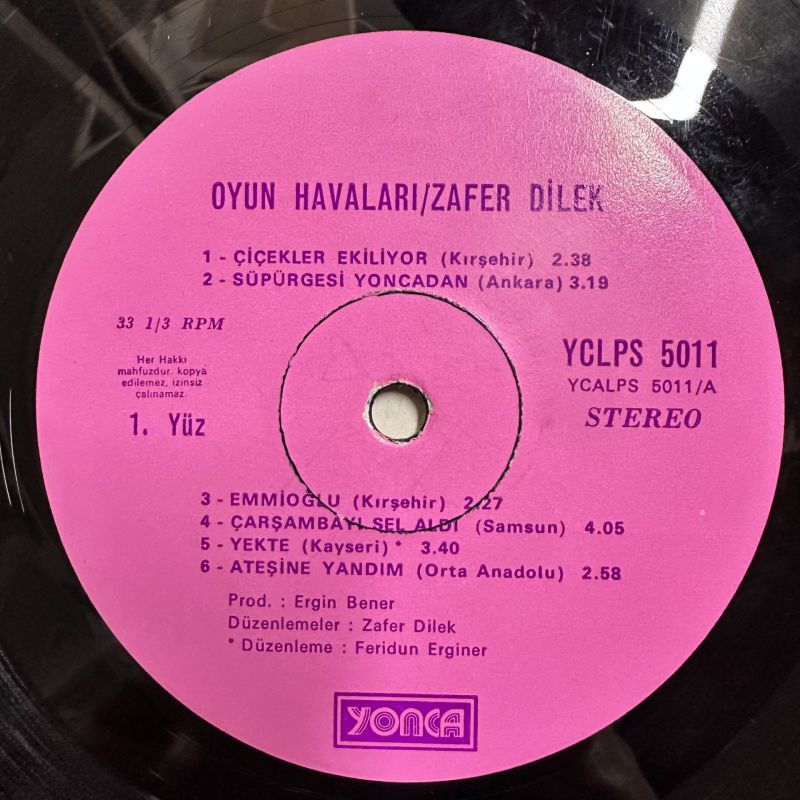 OYUN HAVALARI/ZAFER DİLEK
1 - ÇİÇEKLER EKİLİYOR (Kırşehir) 2.38
2 - SÜPÜRGESİ YONCADAN (Ankara) 3.19
33 1/3 RPM
Her Hakkı
mahfuzdur. kopya
edilemez, izinsiz
çalınamaz.
1. Yüz
YCLPS 5011
YCALPS 5011/A
STEREO
3 - EMMİOĞLU (Kırşehir) 2.27
4 - ÇARŞAMBAYI SEL ALDI (Samsun) 4.05
5 - YEKTE (Kayseri) * 3.40
6 - ATEŞİNE YANDIM (Orta Anadolu) 2.58
Prod. : Ergin Bener
Düzenlemeler : Zafer Dilek
* Düzenleme : Feridun Erginer
YONCA